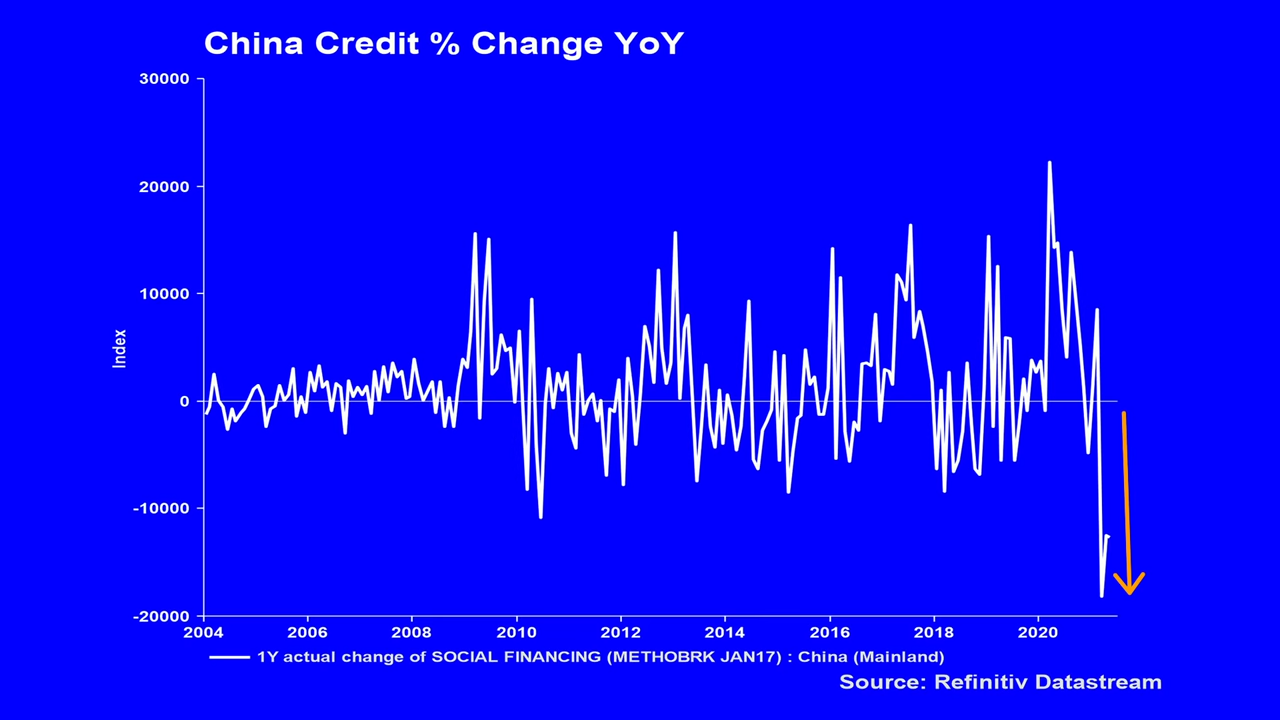 China Credit % Change YoY
30000
20000
10000
0
-10000
-20000
Index
2004 2006 2008 2010 2012 2014 2016 2018 2020
1Y actual change of SOCIAL FINANCING (METHOBRK JAN17) : China (Mainland)
Source: Refinitiv Datastream